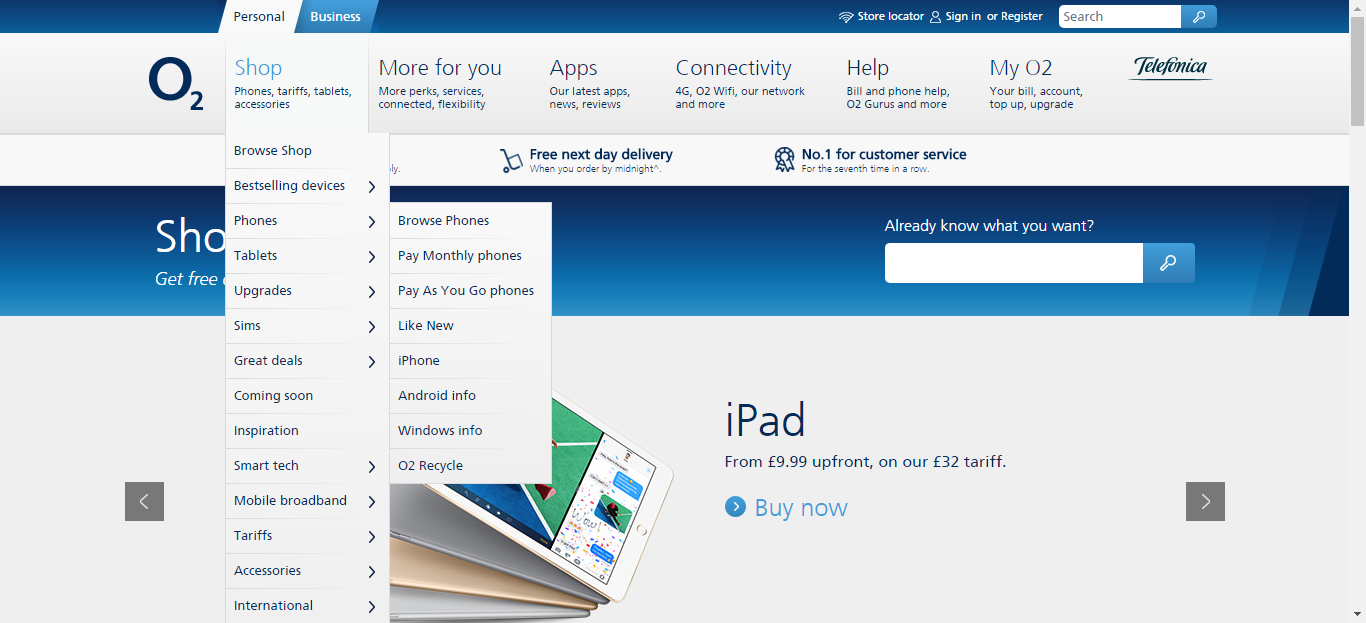 Personal
Business
Store locator
Sign in or Register
Search
O2
Shop
Phones, tariffs, tablets,
accessories
More for you
More perks, services,
connected, flexibility
Apps
Our latest apps,
news, reviews
Connectivity
4G, O2 Wifi, our network
and more
Help
Bill and phone help,
O2 Gurus and more
My O2
Your bill, account,
top up, upgrade
Telefónica
Free next day delivery
When you order by midnight^.
No.1 for customer service
For the seventh time in a row.
Sho
Get free
Already know what you want?
Browse Shop
Bestselling devices
Phones
Tablets
Upgrades
Sims
Great deals
Coming soon
Inspiration
Smart tech
Mobile broadband
Tariffs
Accessories
International
Browse Phones
Pay Monthly phones
Pay As You Go phones
Like New
iPhone
Android info
Windows info
O2 Recycle
iPad
From £9.99 upfront, on our £32 tariff.
Buy now